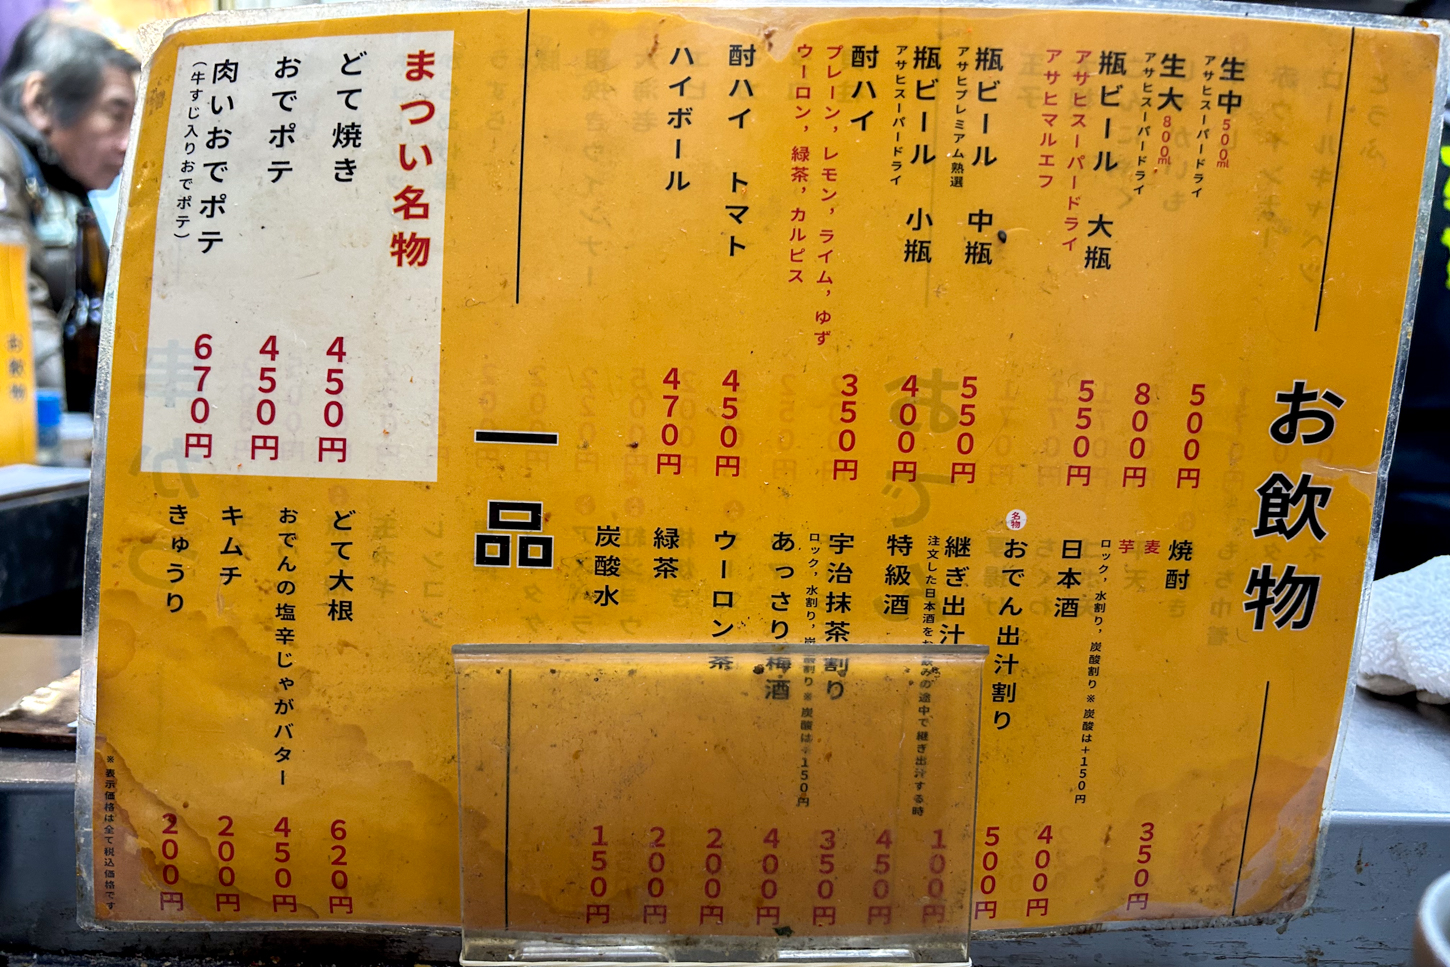 お飲物
生中 500㎖ 500円
アサヒスーパードライ
生大 800㎖ 800円
アサヒスーパードライ
瓶ビール 大瓶 550円
アサヒスーパードライ
アサヒマルエフ
瓶ビール 中瓶 550円
アサヒプレミアム熟選
瓶ビール 小瓶 400円
アサヒスーパードライ
酎ハイ 350円
プレーン，レモン，ライム，ゆず
ウーロン，緑茶，カルピス
酎ハイ トマト 450円
ハイボール 470円
焼酎 350円
麦
芋
ロック，水割り，炭酸割り ※炭酸は＋150円
日本酒 400円
名物
おでん出汁割り 500円
継ぎ出汁 100円
注文した日本酒をお飲みの途中で継ぎ出汁する時
特級酒 450円
宇治抹茶割り 350円
ロック，水割り，炭酸割り ※炭酸は＋150円
あっさり梅酒 400円
ウーロン茶 200円
緑茶 200円
炭酸水 150円
一品
まつい名物
どて焼き 450円
おでポテ 450円
肉いおでポテ 670円
（牛すじ入りおでポテ）
どて大根 620円
おでんの塩辛じゃがバター 450円
キムチ 200円
きゅうり 200円
※表示価格は全て税込価格です
お飲物